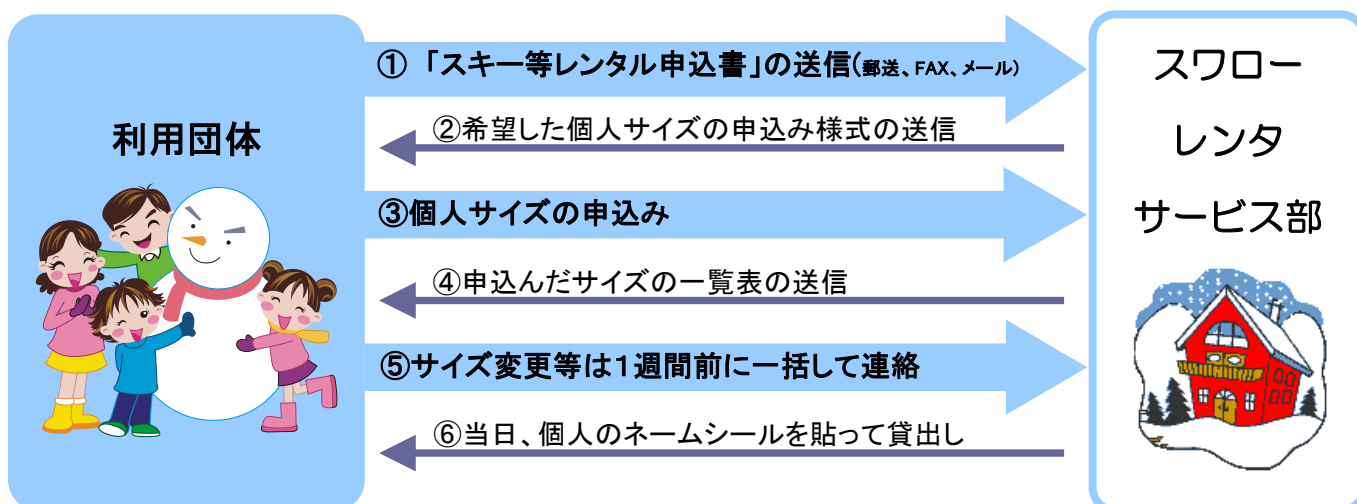 利用団体
①「スキー等レンタル申込書」の送信(郵送、FAX、メール)
②希望した個人サイズの申込み様式の送信
③個人サイズの申込み
④申込んだサイズの一覧表の送信
⑤サイズ変更等は1週間前に一括して連絡
⑥当日、個人のネームシールを貼って貸出し
スワロー
レンタ
サービス部